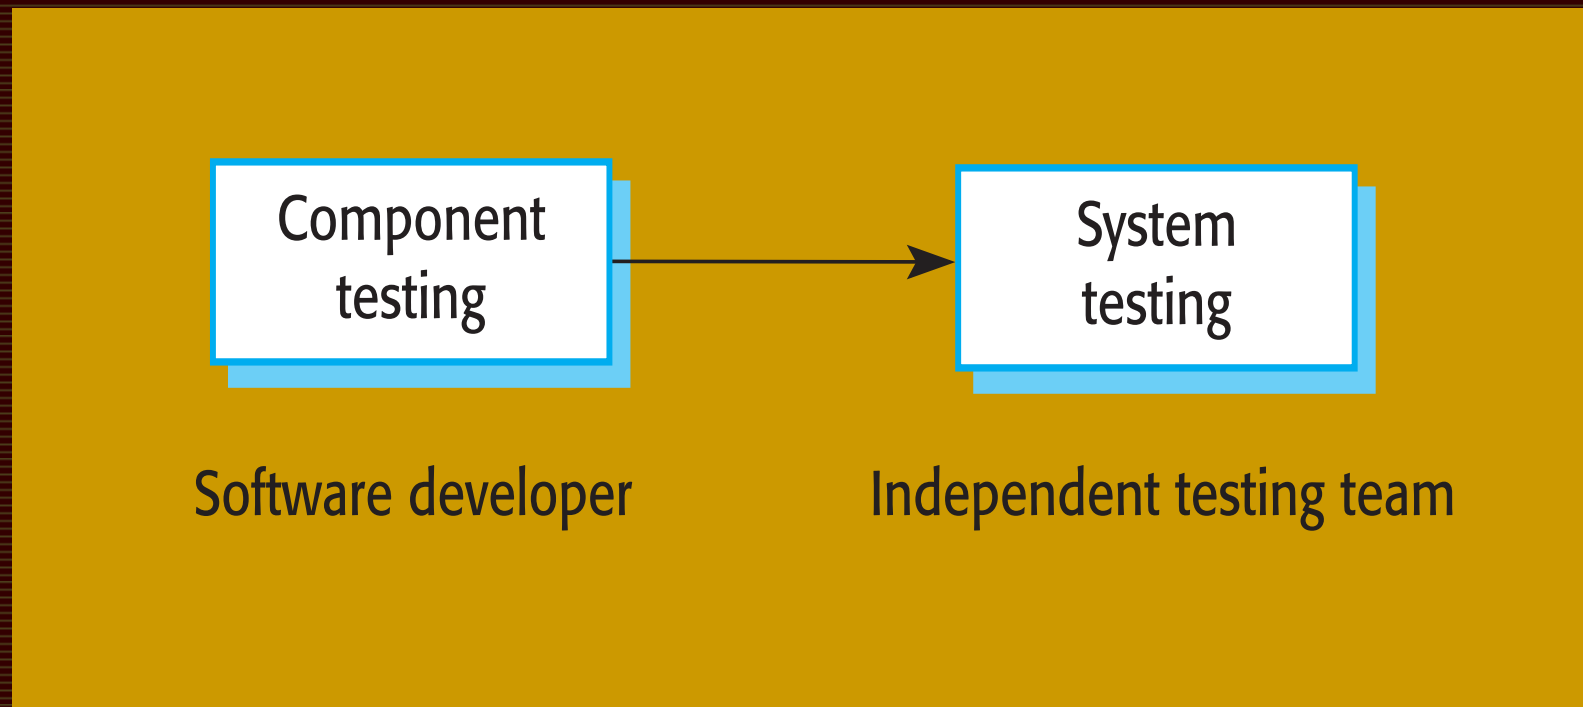 Component
testing
System
testing
Software developer
Independent testing team